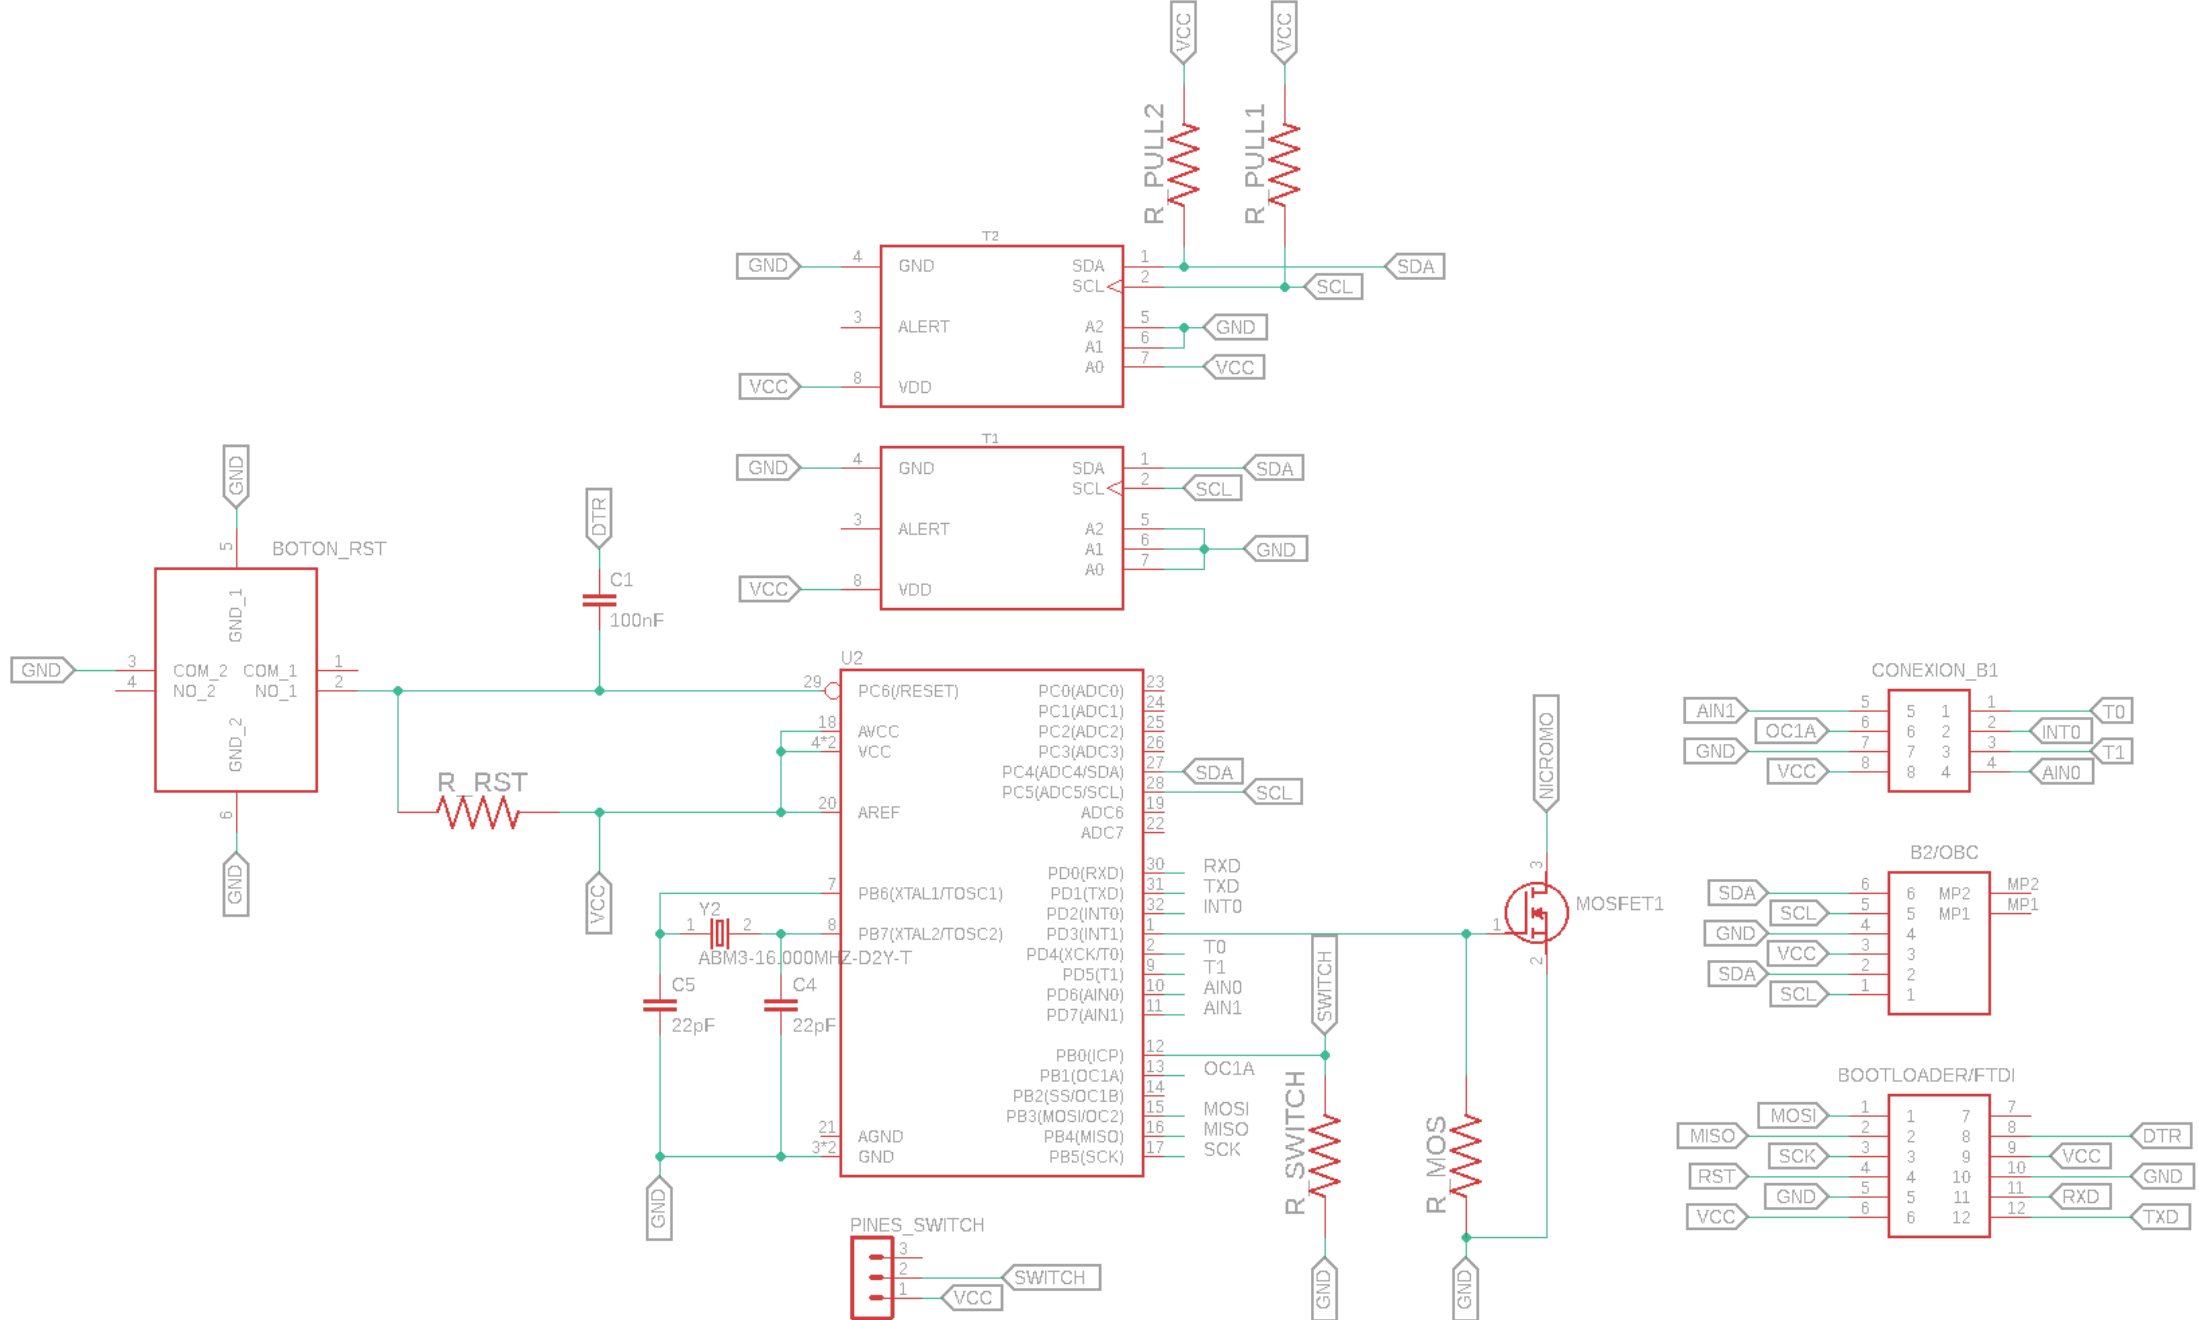 VCC
VCC
R_PULL2
R_PULL1
T2
GND
4
GND
SDA
1
SDA
SCL
2
SCL
3
ALERT
A2
5
GND
A1
6
A0
7
VCC
VCC
8
VDD
T1
GND
4
GND
SDA
1
SDA
SCL
2
SCL
3
ALERT
A2
5
A1
6
GND
A0
7
VCC
8
VDD
GND
5
BOTON_RST
GND_1
GND
3
COM_2
COM_1
1
4
NO_2
NO_1
2
GND_2
6
GND
DTR
C1
100nF
R_RST
VCC
U2
29
PC6(/RESET)
18
AVCC
4*2
VCC
20
AREF
7
PB6(XTAL1/TOSC1)
8
PB7(XTAL2/TOSC2)
21
AGND
3*2
GND
Y2
1
2
ABM3-16.000MHZ-D2Y-T
C5
22pF
C4
22pF
GND
PC0(ADC0)
23
PC1(ADC1)
24
PC2(ADC2)
25
PC3(ADC3)
26
PC4(ADC4/SDA)
27
SDA
PC5(ADC5/SCL)
28
SCL
ADC6
19
ADC7
22
PD0(RXD)
30
RXD
PD1(TXD)
31
TXD
PD2(INT0)
32
INT0
PD3(INT1)
1
PD4(XCK/T0)
2
T0
PD5(T1)
9
T1
PD6(AIN0)
10
AIN0
PD7(AIN1)
11
AIN1
PB0(ICP)
12
PB1(OC1A)
13
OC1A
PB2(SS/OC1B)
14
PB3(MOSI/OC2)
15
MOSI
PB4(MISO)
16
MISO
PB5(SCK)
17
SCK
SWITCH
R_SWITCH
GND
R_MOS
GND
NICROMO
3
1
MOSFET1
2
PINES_SWITCH
3
2
SWITCH
1
VCC
CONEXION_B1
AIN1
5
5
1
1
T0
OC1A
6
6
2
2
INT0
GND
7
7
3
3
T1
VCC
8
8
4
4
AIN0
B2/OBC
SDA
6
6
MP2
MP2
SCL
5
5
MP1
MP1
GND
4
4
VCC
3
3
SDA
2
2
SCL
1
1
BOOTLOADER/FTDI
MOSI
1
1
7
7
MISO
2
2
8
8
DTR
SCK
3
3
9
9
VCC
RST
4
4
10
10
GND
GND
5
5
11
11
RXD
VCC
6
6
12
12
TXD